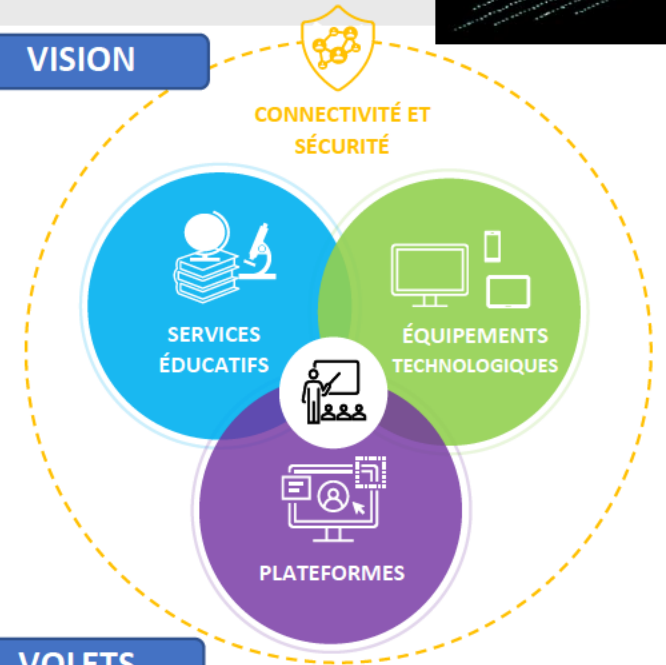 VISION
CONNECTIVITÉ ET
SÉCURITÉ
SERVICES
ÉDUCATIFS
ÉQUIPEMENTS
TECHNOLOGIQUES
PLATEFORMES
VOLETS